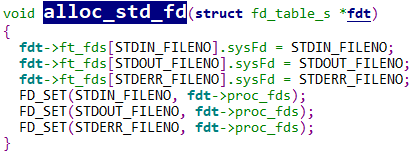 void alloc_std_fd(struct fd_table_s *fdt)
{
  fdt->ft_fds[STDIN_FILENO].sysFd = STDIN_FILENO;
  fdt->ft_fds[STDOUT_FILENO].sysFd = STDOUT_FILENO;
  fdt->ft_fds[STDERR_FILENO].sysFd = STDERR_FILENO;
  FD_SET(STDIN_FILENO, fdt->proc_fds);
  FD_SET(STDOUT_FILENO, fdt->proc_fds);
  FD_SET(STDERR_FILENO, fdt->proc_fds);
}